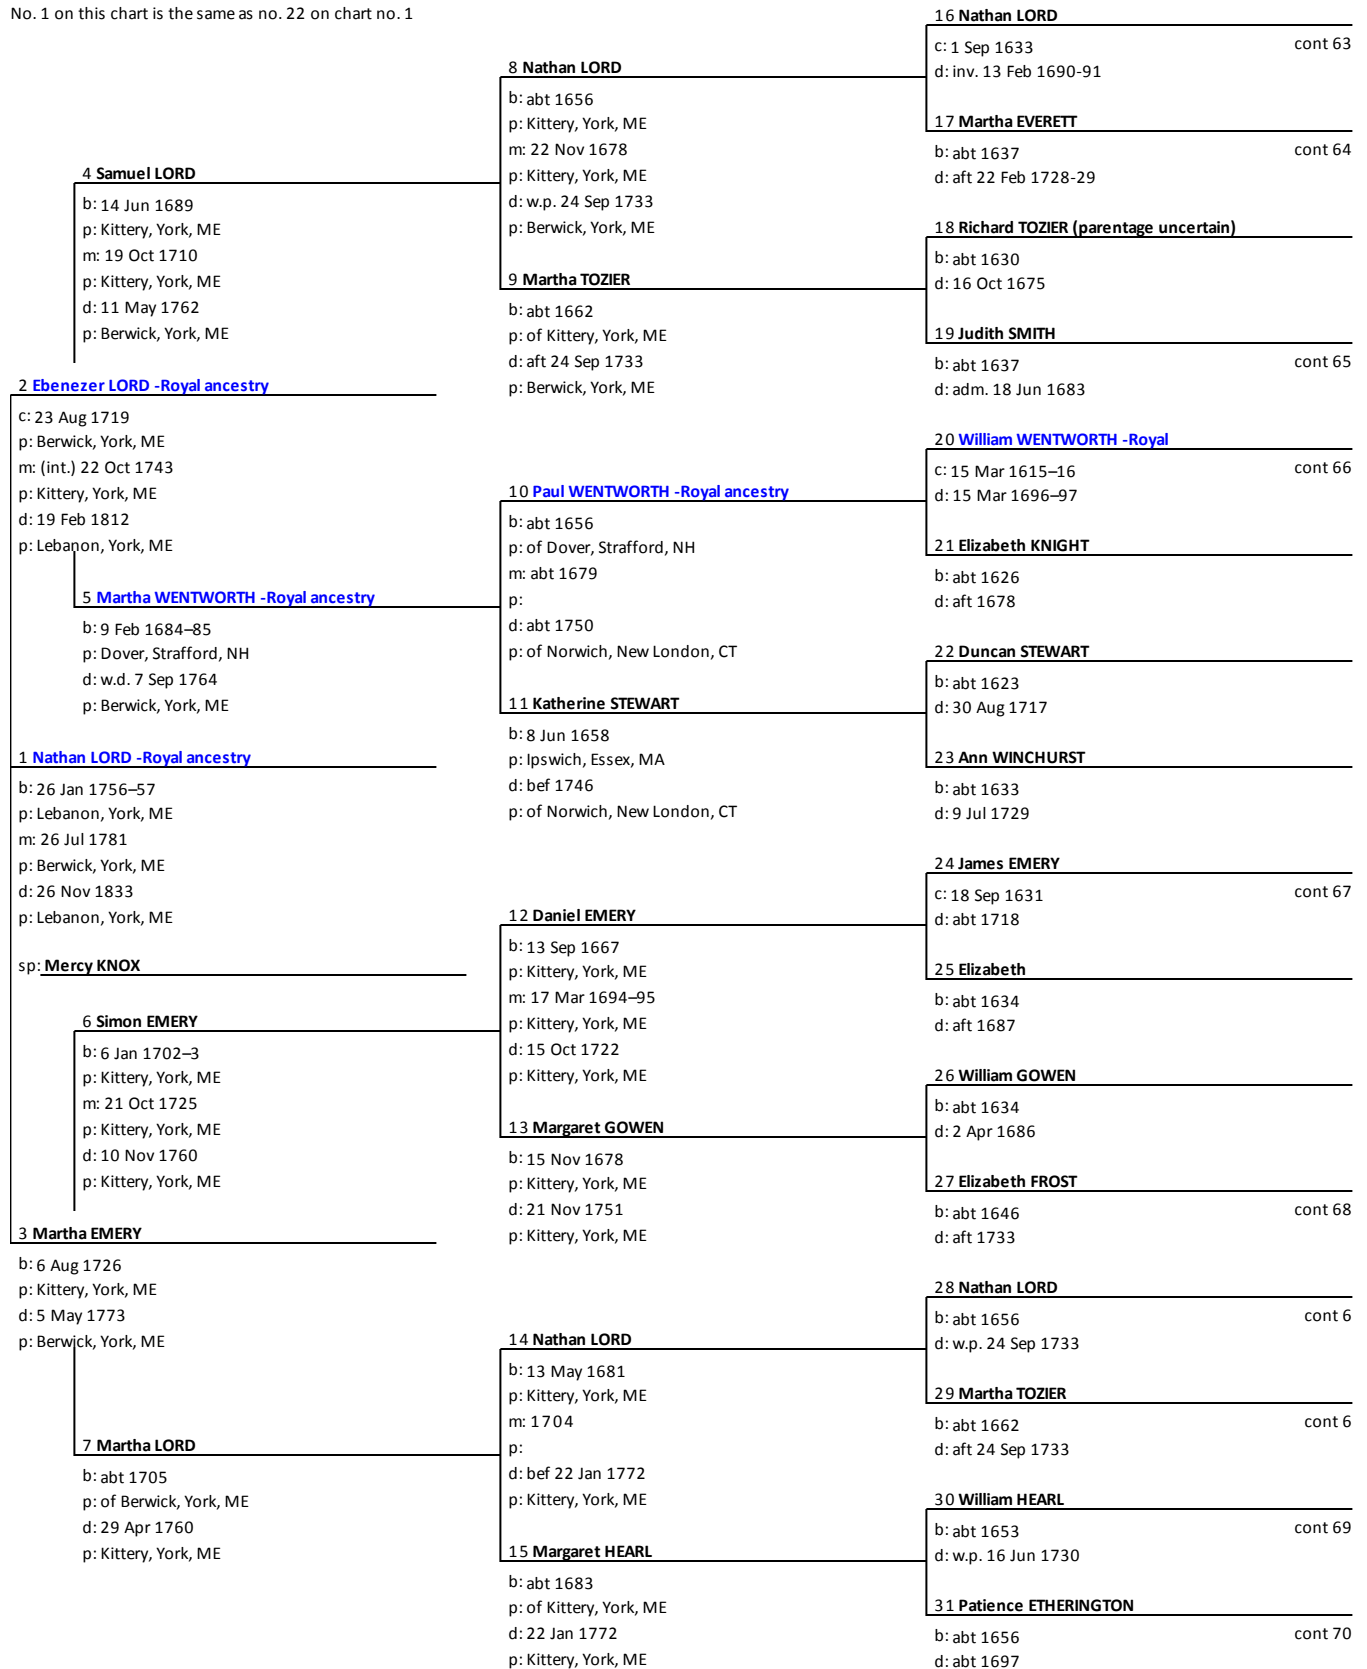 No. 1 on this chart is the same as no. 22 on chart no. 1
16 Nathan LORD
c: 1 Sep 1633 cont 63
d: inv. 13 Feb 1690-91
8 Nathan LORD
b: abt 1656
p: Kittery, York, ME
m: 22 Nov 1678
p: Kittery, York, ME
d: w.p. 24 Sep 1733
p: Berwick, York, ME
17 Martha EVERETT
b: abt 1637 cont 64
d: aft 22 Feb 1728-29
4 Samuel LORD
b: 14 Jun 1689
p: Kittery, York, ME
m: 19 Oct 1710
p: Kittery, York, ME
d: 11 May 1762
p: Berwick, York, ME
18 Richard TOZIER (parentage uncertain)
b: abt 1630
d: 16 Oct 1675
9 Martha TOZIER
b: abt 1662
p: of Kittery, York, ME
d: aft 24 Sep 1733
p: Berwick, York, ME
19 Judith SMITH
b: abt 1637 cont 65
d: adm. 18 Jun 1683
2 Ebenezer LORD -Royal ancestry
c: 23 Aug 1719
p: Berwick, York, ME
m: (int.) 22 Oct 1743
p: Kittery, York, ME
d: 19 Feb 1812
p: Lebanon, York, ME
20 William WENTWORTH -Royal
c: 15 Mar 1615–16 cont 66
d: 15 Mar 1696–97
10 Paul WENTWORTH -Royal ancestry
b: abt 1656
p: of Dover, Strafford, NH
m: abt 1679
p:
d: abt 1750
p: of Norwich, New London, CT
21 Elizabeth KNIGHT
b: abt 1626
d: aft 1678
5 Martha WENTWORTH -Royal ancestry
b: 9 Feb 1684–85
p: Dover, Strafford, NH
d: w.d. 7 Sep 1764
p: Berwick, York, ME
22 Duncan STEWART
b: abt 1623
d: 30 Aug 1717
11 Katherine STEWART
b: 8 Jun 1658
p: Ipswich, Essex, MA
d: bef 1746
p: of Norwich, New London, CT
23 Ann WINCHURST
b: abt 1633
d: 9 Jul 1729
1 Nathan LORD -Royal ancestry
b: 26 Jan 1756–57
p: Lebanon, York, ME
m: 26 Jul 1781
p: Berwick, York, ME
d: 26 Nov 1833
p: Lebanon, York, ME
sp: Mercy KNOX
24 James EMERY
c: 18 Sep 1631 cont 67
d: abt 1718
12 Daniel EMERY
b: 13 Sep 1667
p: Kittery, York, ME
m: 17 Mar 1694–95
p: Kittery, York, ME
d: 15 Oct 1722
p: Kittery, York, ME
25 Elizabeth
b: abt 1634
d: aft 1687
6 Simon EMERY
b: 6 Jan 1702–3
p: Kittery, York, ME
m: 21 Oct 1725
p: Kittery, York, ME
d: 10 Nov 1760
p: Kittery, York, ME
26 William GOWEN
b: abt 1634
d: 2 Apr 1686
13 Margaret GOWEN
b: 15 Nov 1678
p: Kittery, York, ME
d: 21 Nov 1751
p: Kittery, York, ME
27 Elizabeth FROST
b: abt 1646 cont 68
d: aft 1733
3 Martha EMERY
b: 6 Aug 1726
p: Kittery, York, ME
d: 5 May 1773
p: Berwick, York, ME
28 Nathan LORD
b: abt 1656 cont 6
d: w.p. 24 Sep 1733
14 Nathan LORD
b: 13 May 1681
p: Kittery, York, ME
m: 1704
p:
d: bef 22 Jan 1772
p: Kittery, York, ME
29 Martha TOZIER
b: abt 1662 cont 6
d: aft 24 Sep 1733
7 Martha LORD
b: abt 1705
p: of Berwick, York, ME
d: 29 Apr 1760
p: Kittery, York, ME
30 William HEARL
b: abt 1653 cont 69
d: w.p. 16 Jun 1730
15 Margaret HEARL
b: abt 1683
p: of Kittery, York, ME
d: 22 Jan 1772
p: Kittery, York, ME
31 Patience ETHERINGTON
b: abt 1656 cont 70
d: abt 1697